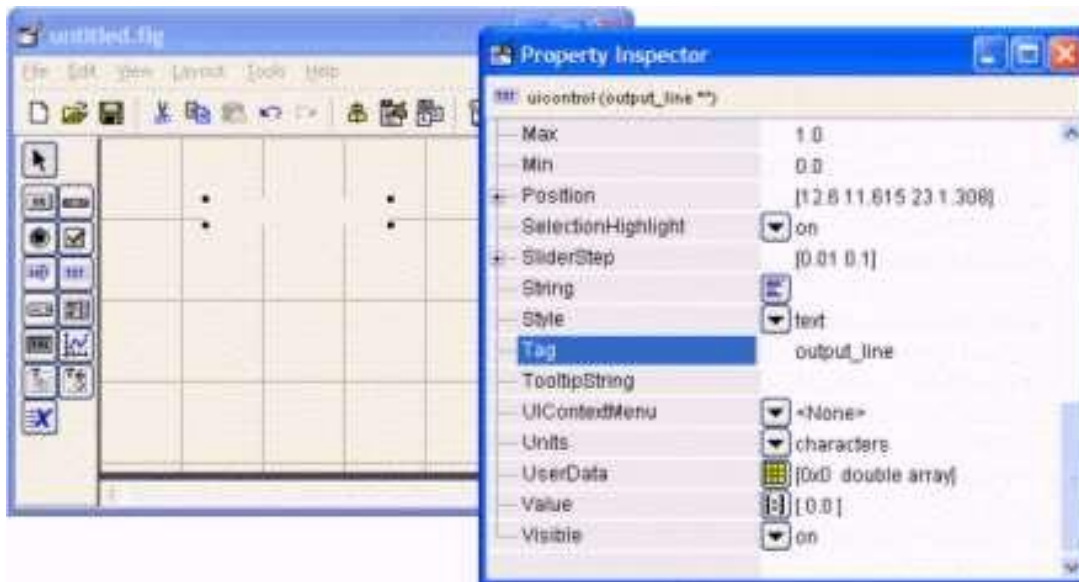 untitled.fig
File Edit View Layout Tools Help
Property Inspector
uicontrol (output_line "")
Max 1.0
Min 0.0
Position [12.6 11.615 23 1.308]
SelectionHighlight on
SliderStep [0.01 0.1]
String
Style text
Tag output_line
TooltipString
UIContextMenu <None>
Units characters
UserData [0x0 double array]
Value [ 0.0 ]
Visible on